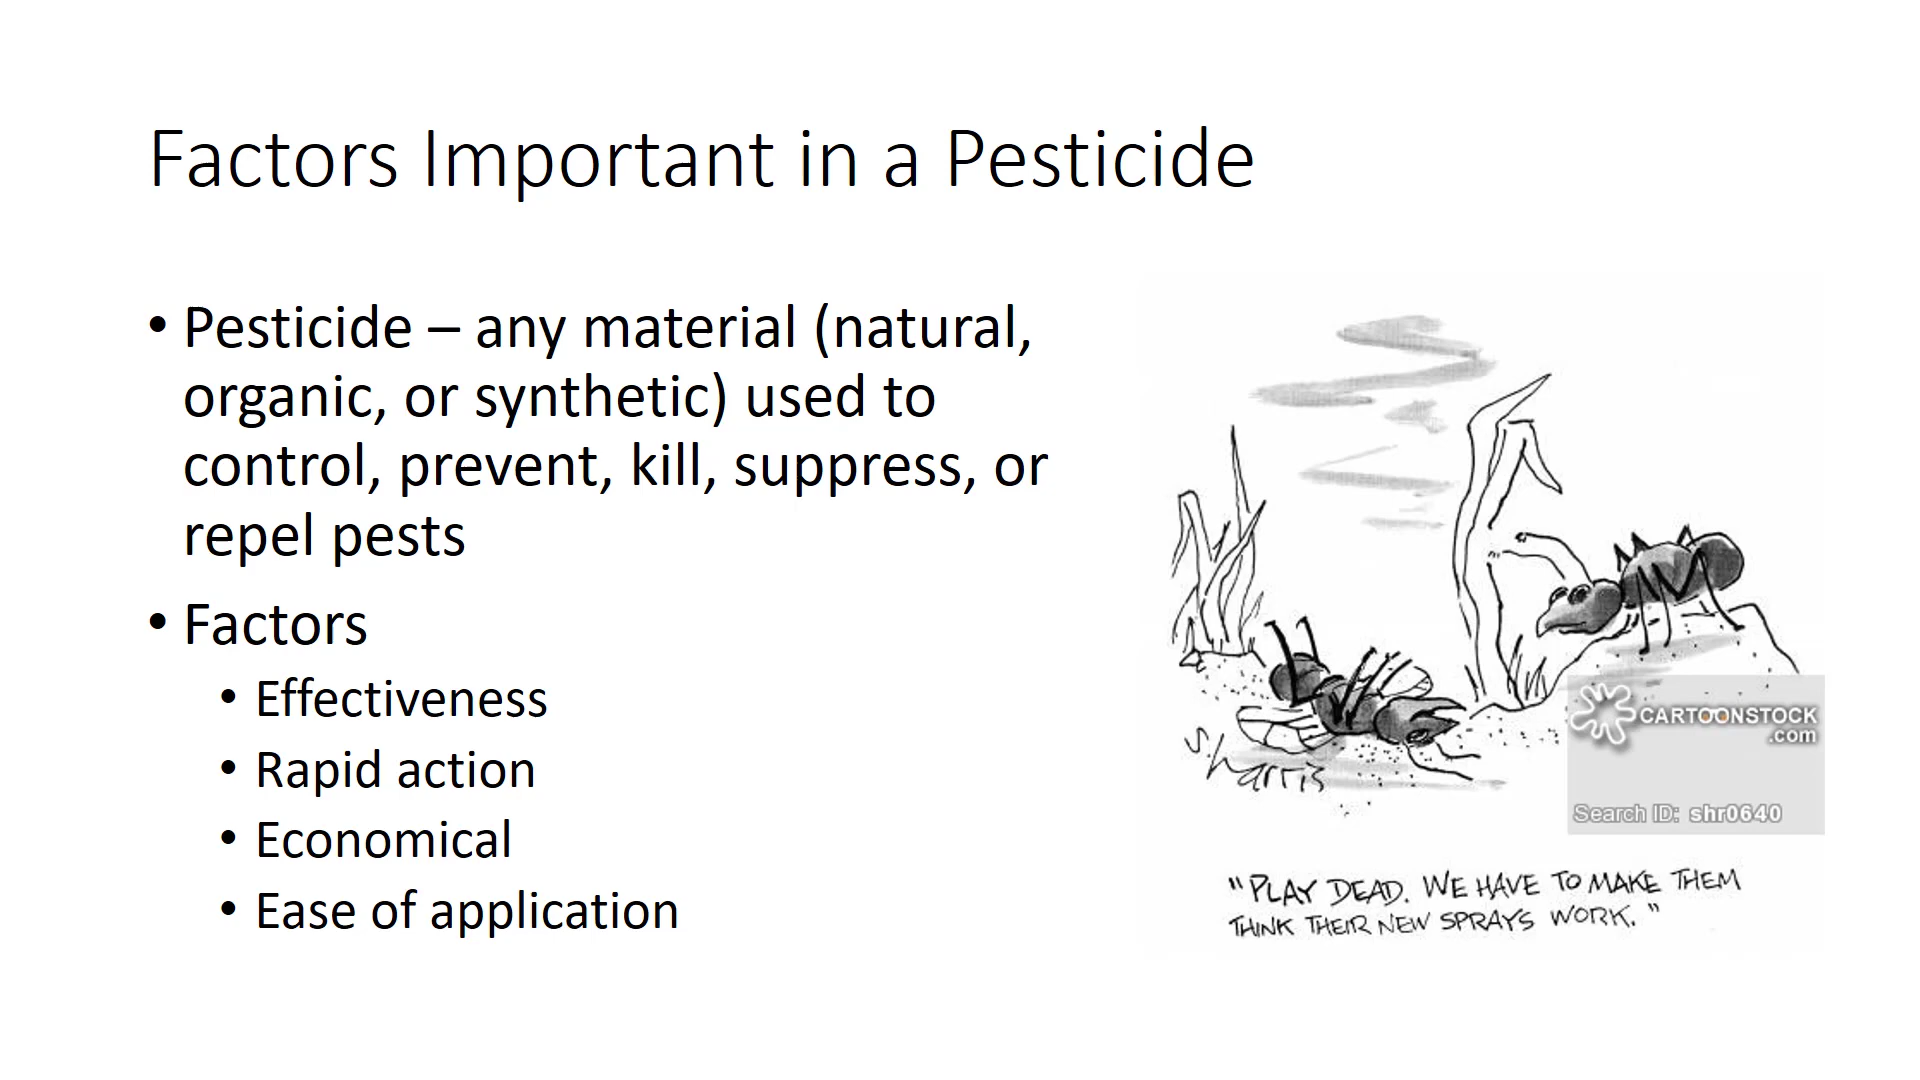 Factors Important in a Pesticide
• Pesticide – any material (natural,
organic, or synthetic) used to
control, prevent, kill, suppress, or
repel pests
• Factors
• Effectiveness
• Rapid action
• Economical
• Ease of application
S. Harris
CARTOONSTOCK
.com
Search ID: shr0640
"PLAY DEAD. WE HAVE TO MAKE THEM
THINK THEIR NEW SPRAYS WORK."